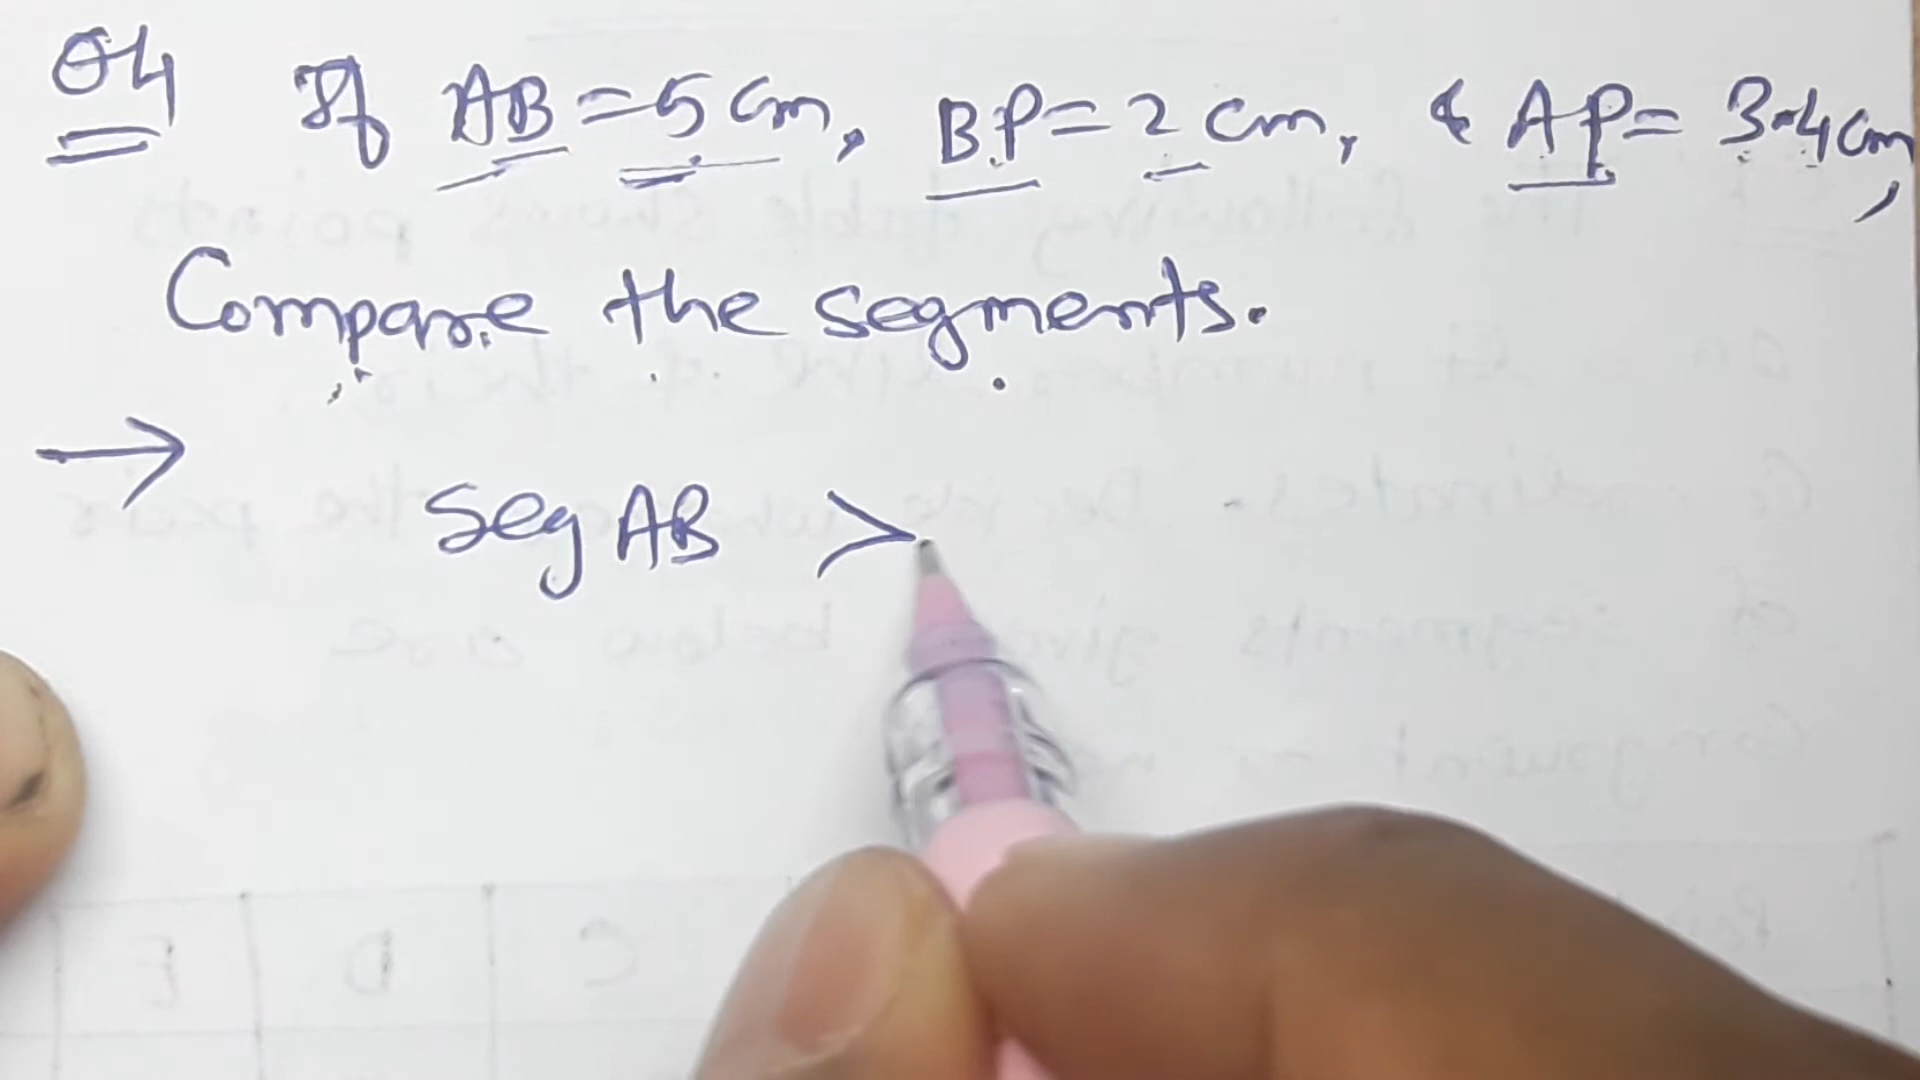 Q4 If AB = 5 cm, BP = 2 cm, & AP = 3.4 cm,
Compare the segments.
→ seg AB >